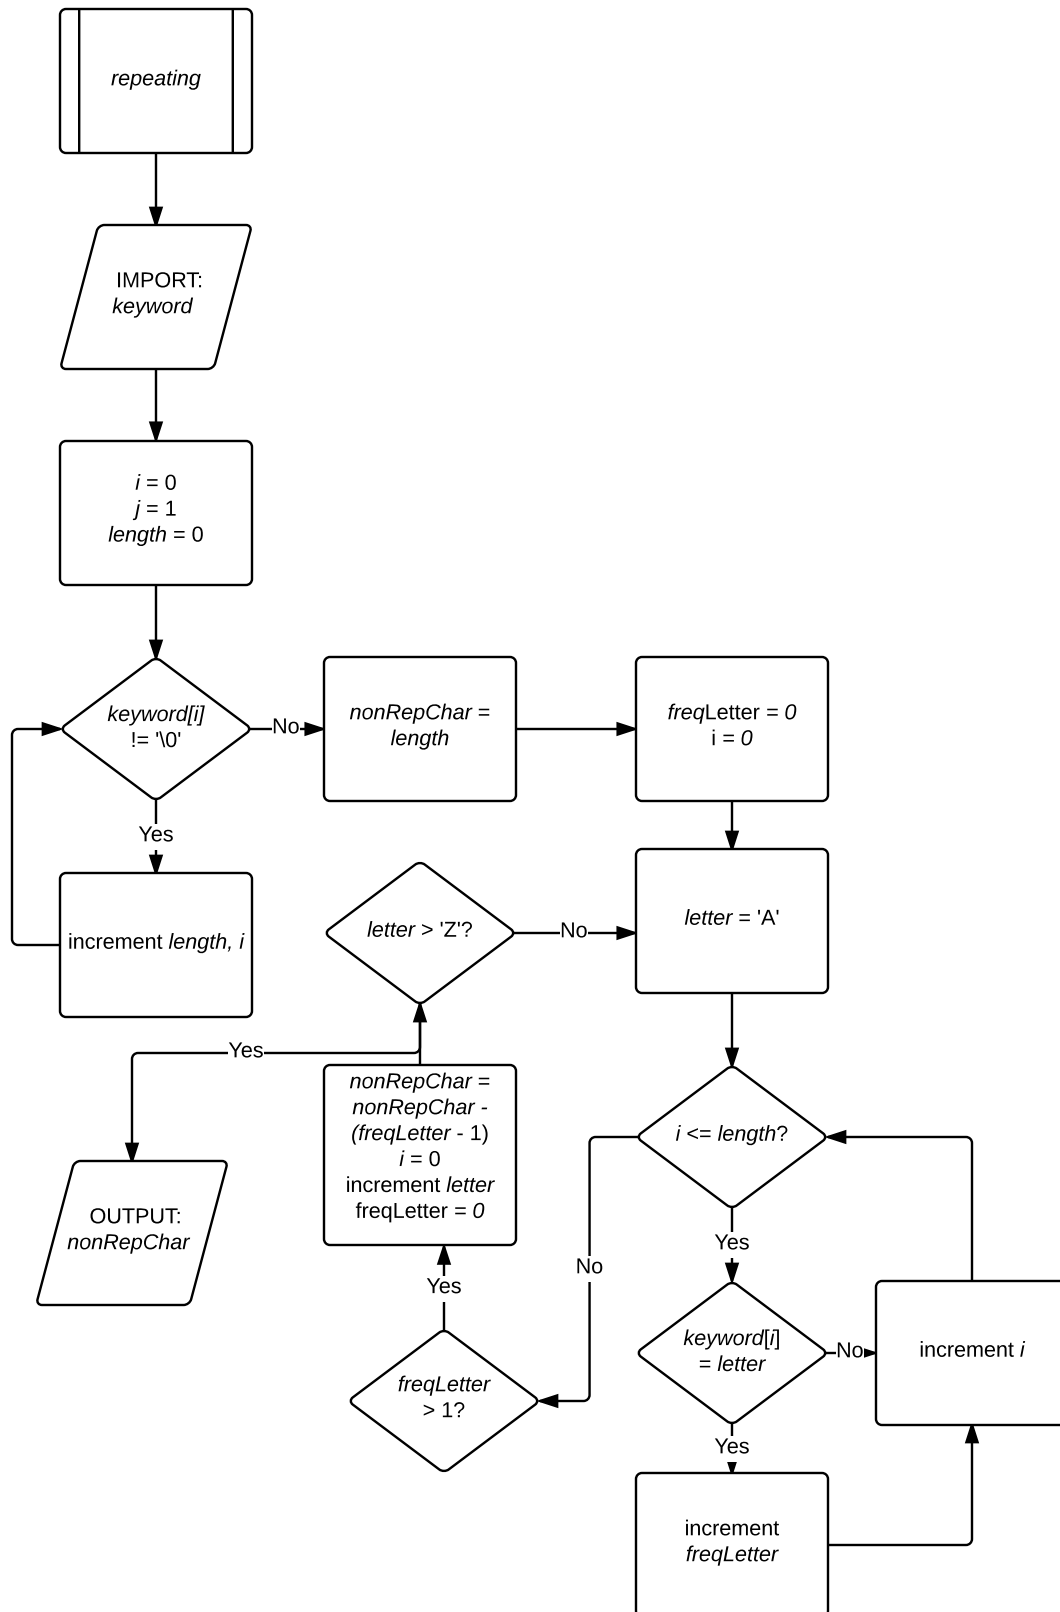 repeating
IMPORT:
keyword
i = 0
j = 1
length = 0
keyword[i]
!= '\0'
No
nonRepChar =
length
freqLetter = 0
i = 0
Yes
increment length, i
letter > 'Z'?
No
letter = 'A'
Yes
nonRepChar =
nonRepChar -
(freqLetter - 1)
i = 0
increment letter
freqLetter = 0
i <= length?
OUTPUT:
nonRepChar
No
Yes
Yes
keyword[i]
= letter
No
increment i
freqLetter
> 1?
Yes
increment
freqLetter